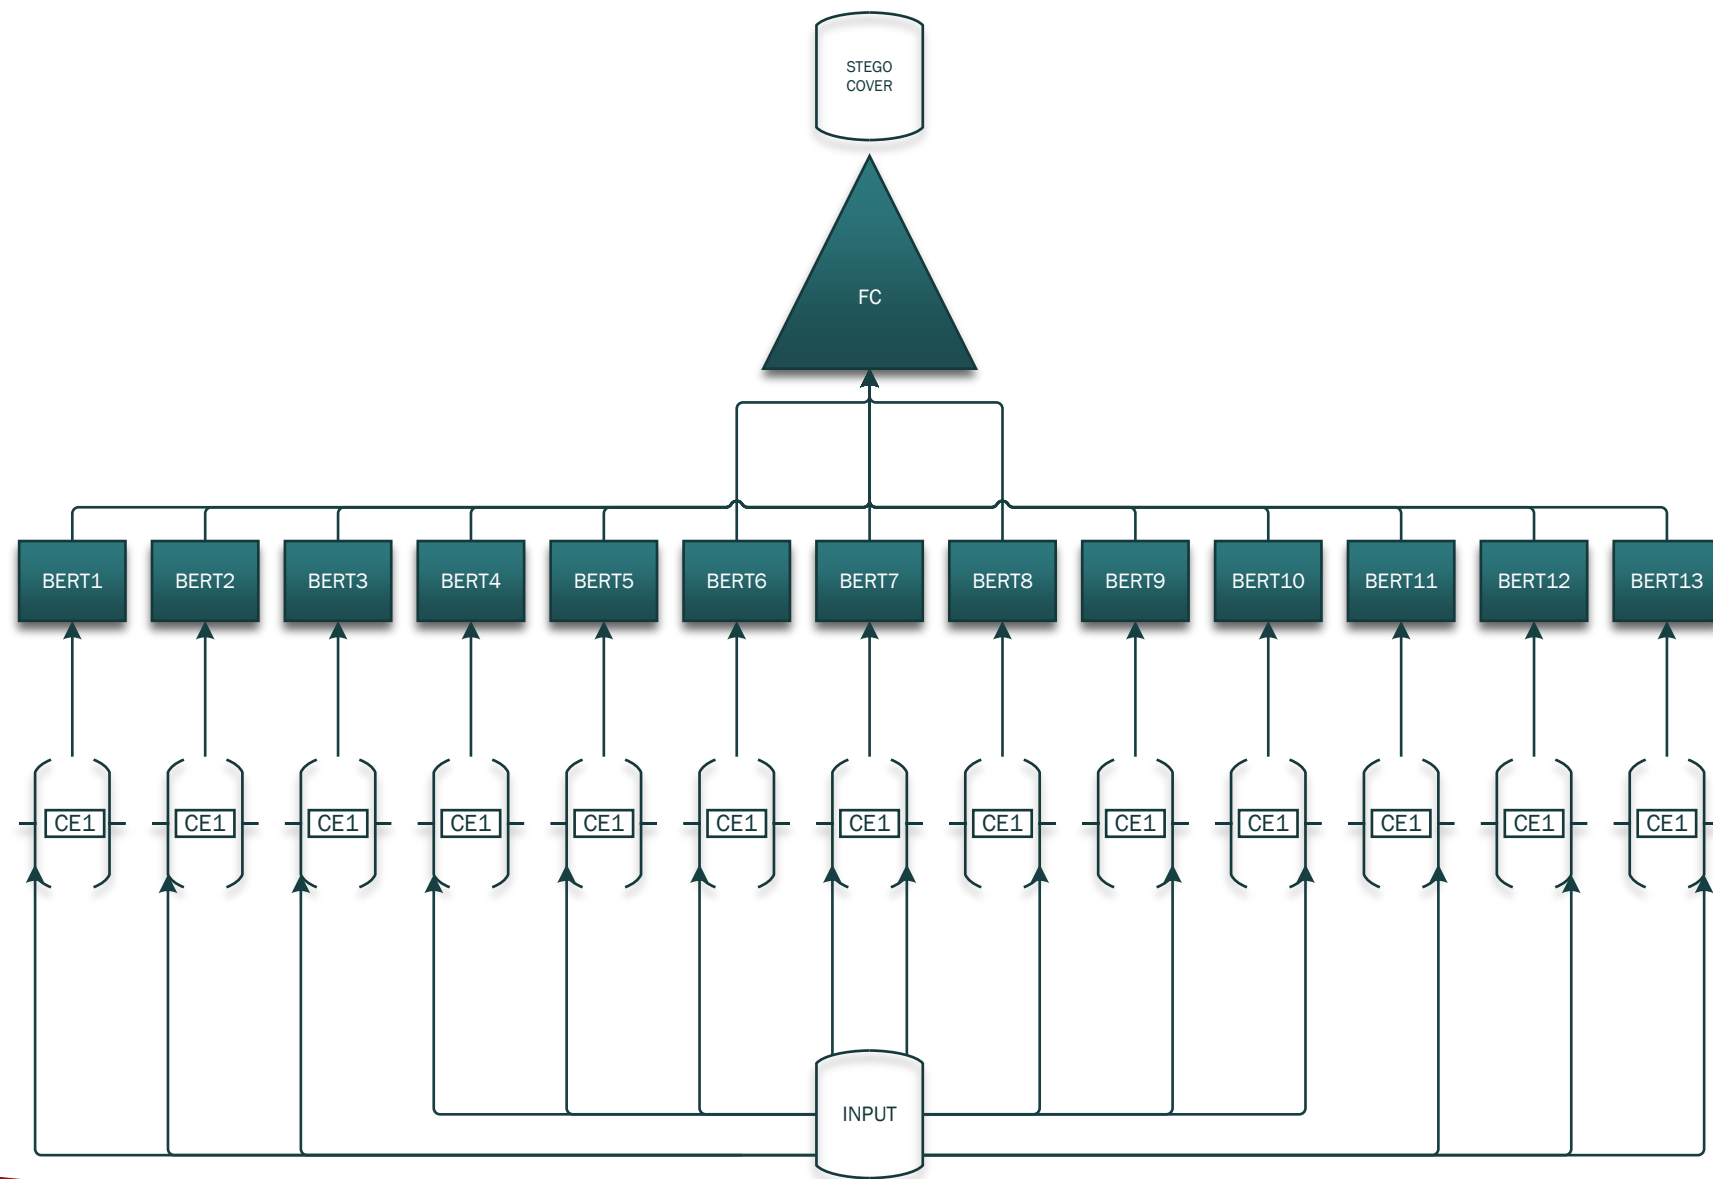 STEGO
COVER
FC
BERT1 BERT2 BERT3 BERT4 BERT5 BERT6 BERT7 BERT8 BERT9 BERT10 BERT11 BERT12 BERT13
CE1 CE1 CE1 CE1 CE1 CE1 CE1 CE1 CE1 CE1 CE1 CE1 CE1
INPUT